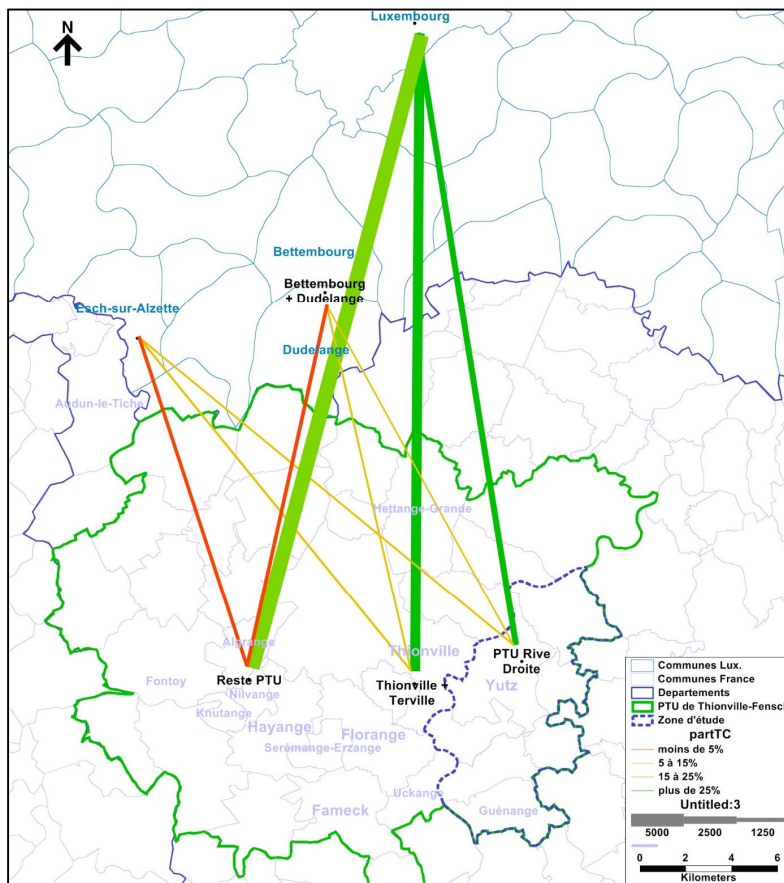 Luxembourg
N
Bettembourg
Bettembourg
+ Dudelange
Esch-sur-Alzette
Dudelange
Audun-le-Tiche
Hettange-Grande
Algrange
Thionville
PTU Rive
Droite
Fontoy
Reste PTU
Nilvange
Thionville +
Terville
Yutz
Knutange
Hayange
Florange
Serémange-Erzange
Uckange
Fameck
Guénange
Communes Lux.
Communes France
Departements
PTU de Thionville-Fensch
Zone d'étude
partTC
moins de 5%
5 à 15%
15 à 25%
plus de 25%
Untitled:3
5000 2500 1250
0 2 4 6
Kilometers